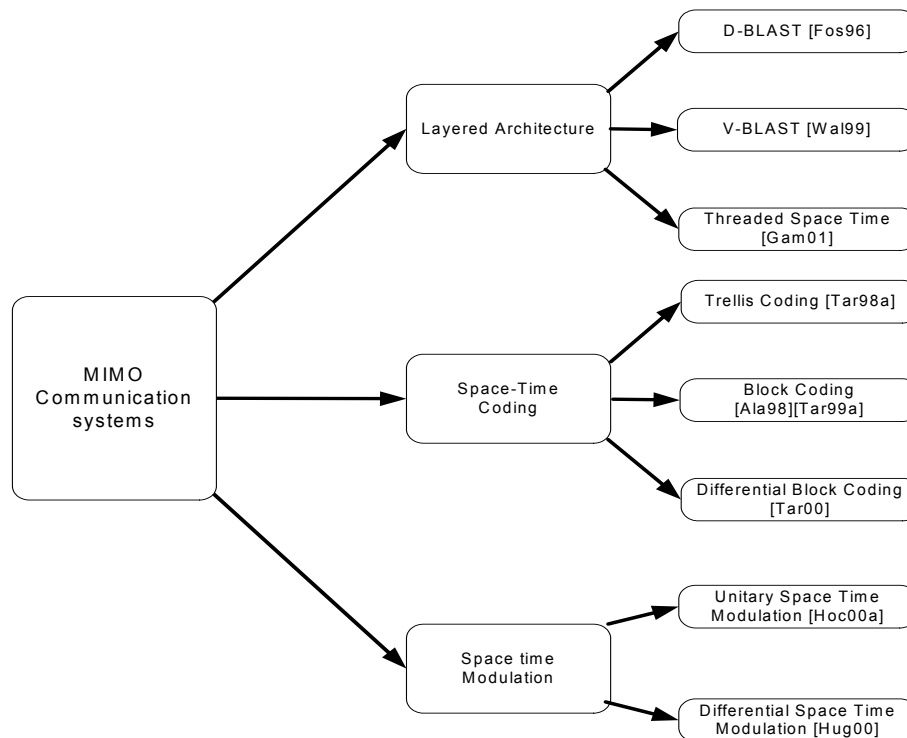 D-BLAST [Fos96]
Layered Architecture
V-BLAST [Wal99]
Threaded Space Time
[Gam01]
Trellis Coding [Tar98a]
MIMO
Communication
systems
Space-Time
Coding
Block Coding
[Ala98][Tar99a]
Differential Block Coding
[Tar00]
Unitary Space Time
Modulation [Hoc00a]
Space time
Modulation
Differential Space Time
Modulation [Hug00]